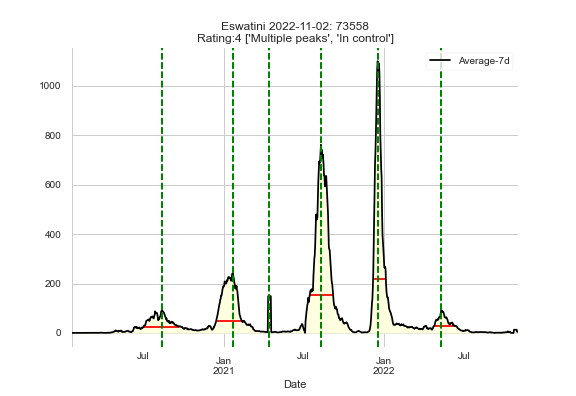 Eswatini 2022-11-02: 73558
Rating:4 ['Multiple peaks', 'In control']
Average-7d
1000
800
600
400
200
0
Jul
Jan
2021
Jul
Jan
2022
Jul
Date